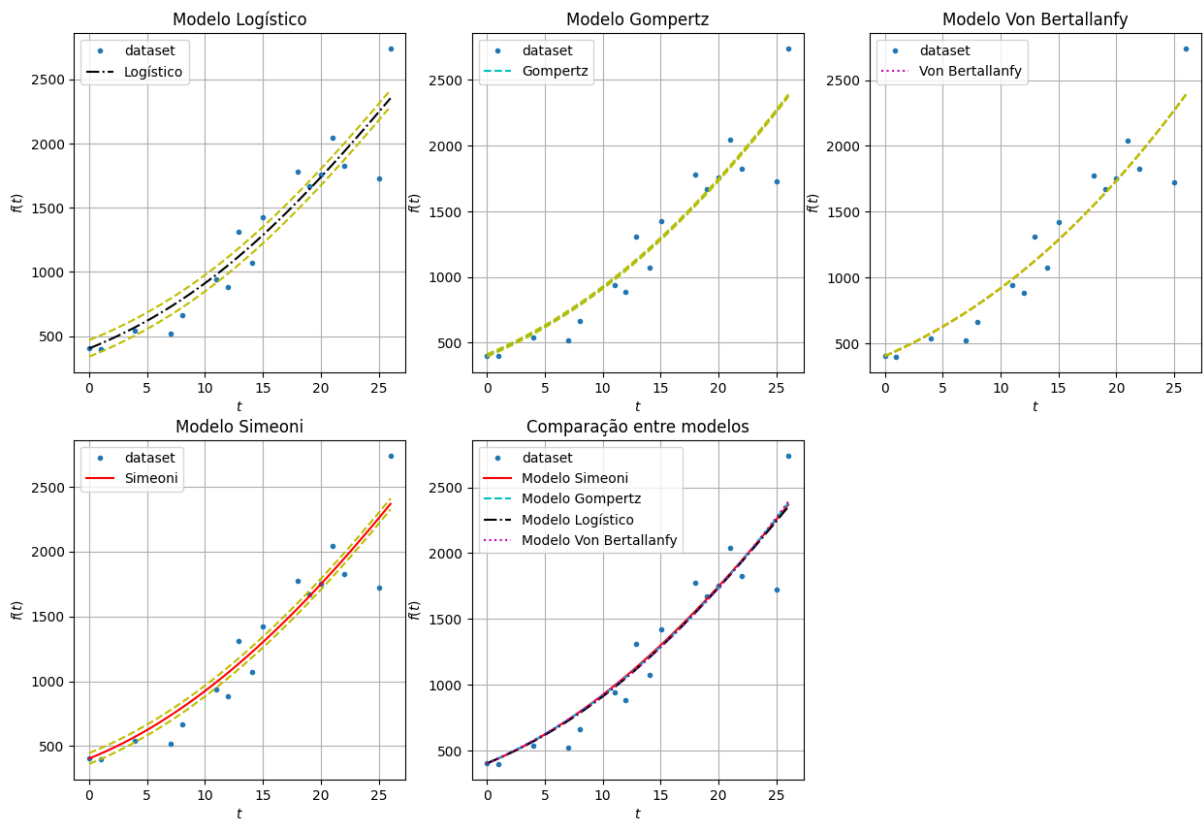 Modelo Logístico
dataset
Logístico
2500
2000
1500
1000
500
0
5
10
15
20
25
t
Modelo Gompertz
dataset
Gompertz
f(t)
2500
2000
1500
1000
500
0
5
10
15
20
25
t
Modelo Von Bertallanfy
dataset
Von Bertallanfy
f(t)
2500
2000
1500
1000
500
0
5
10
15
20
25
t
Modelo Simeoni
dataset
Simeoni
2500
2000
1500
1000
500
0
5
10
15
20
25
t
Comparação entre modelos
dataset
Modelo Simeoni
Modelo Gompertz
Modelo Logístico
Modelo Von Bertallanfy
f(t)
2500
2000
1500
1000
500
0
5
10
15
20
25
t